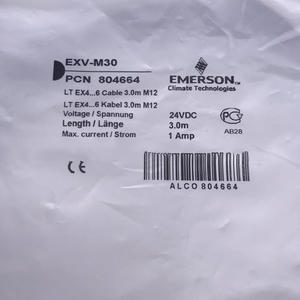 EXV-M30
PCN 804664
LT EX4...6 Cable 3.0m M12
LT EX4...6 Kabel 3.0m M12
Voltage / Spannung 24VDC
Length / Länge 3.0m
Max. current / Strom 1 Amp
EMERSON™
Climate Technologies
AB28
CE
ALCO 804664